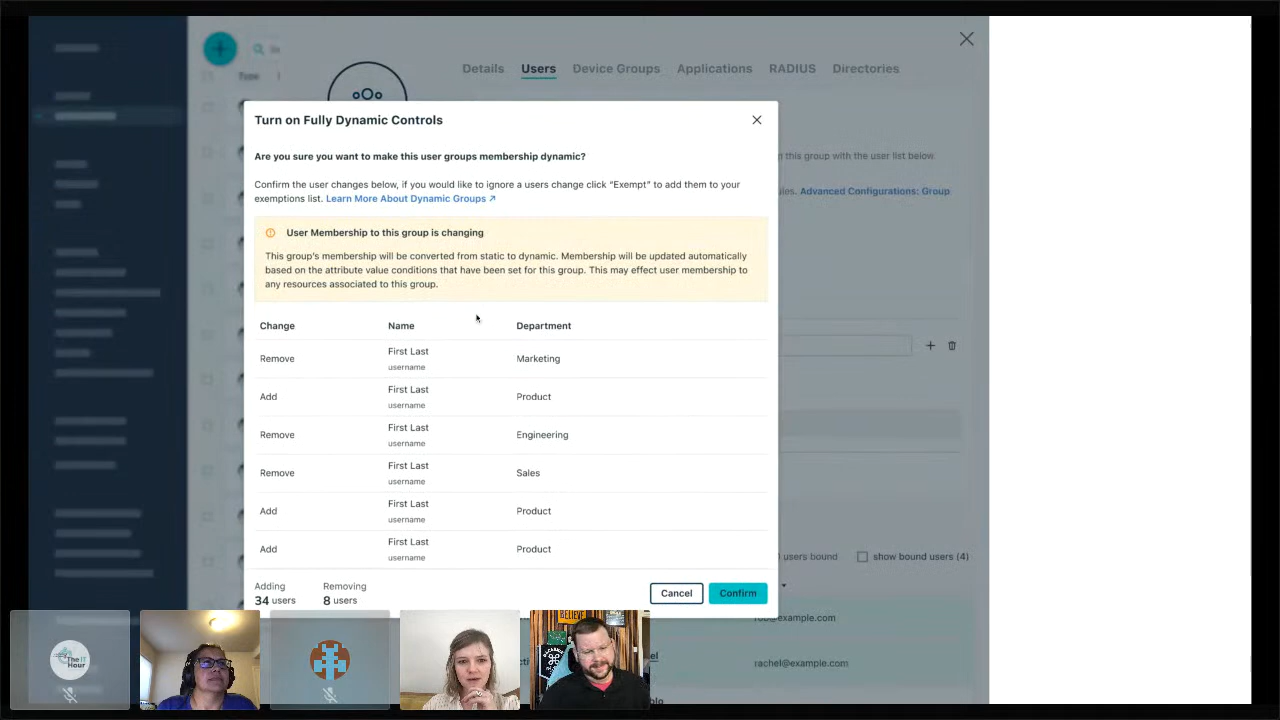 Type
Details Users Device Groups Applications RADIUS Directories
Turn on Fully Dynamic Controls
Are you sure you want to make this user groups membership dynamic?
this group with the user list below.
Confirm the user changes below, if you would like to ignore a users change click "Exempt" to add them to your
exemptions list. Learn More About Dynamic Groups ↗
Advanced Configurations: Group
User Membership to this group is changing
This group's membership will be converted from static to dynamic. Membership will be updated automatically
based on the attribute value conditions that have been set for this group. This may effect user membership to
any resources associated to this group.
Change Name Department
Remove First Last username Marketing
Add First Last username Product
Remove First Last username Engineering
Remove First Last username Sales
Add First Last username Product
Add First Last username Product
users bound show bound users (4)
Adding Removing
34 users 8 users
Cancel Confirm
rob@example.com
rachel@example.com
The IT
Hour
BELIEVE